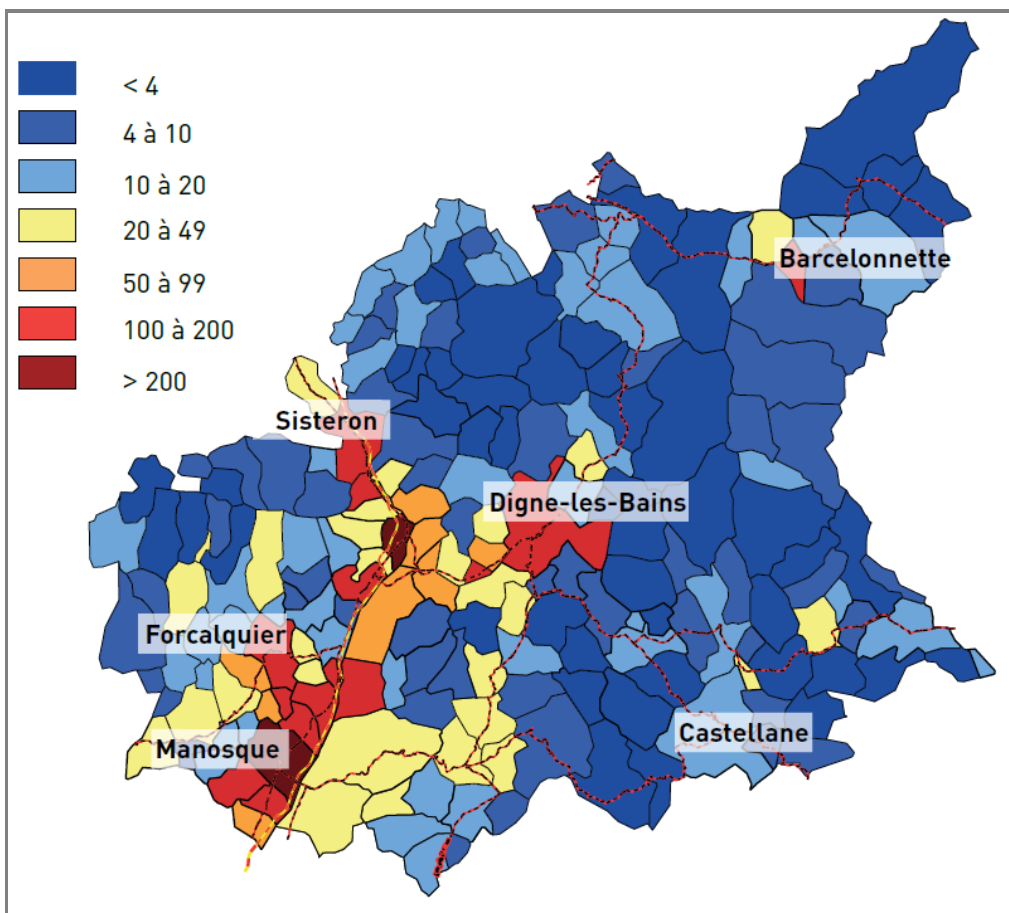 < 4
4 à 10
10 à 20
20 à 49
50 à 99
100 à 200
> 200
Barcelonnette
Sisteron
Digne-les-Bains
Forcalquier
Castellane
Manosque